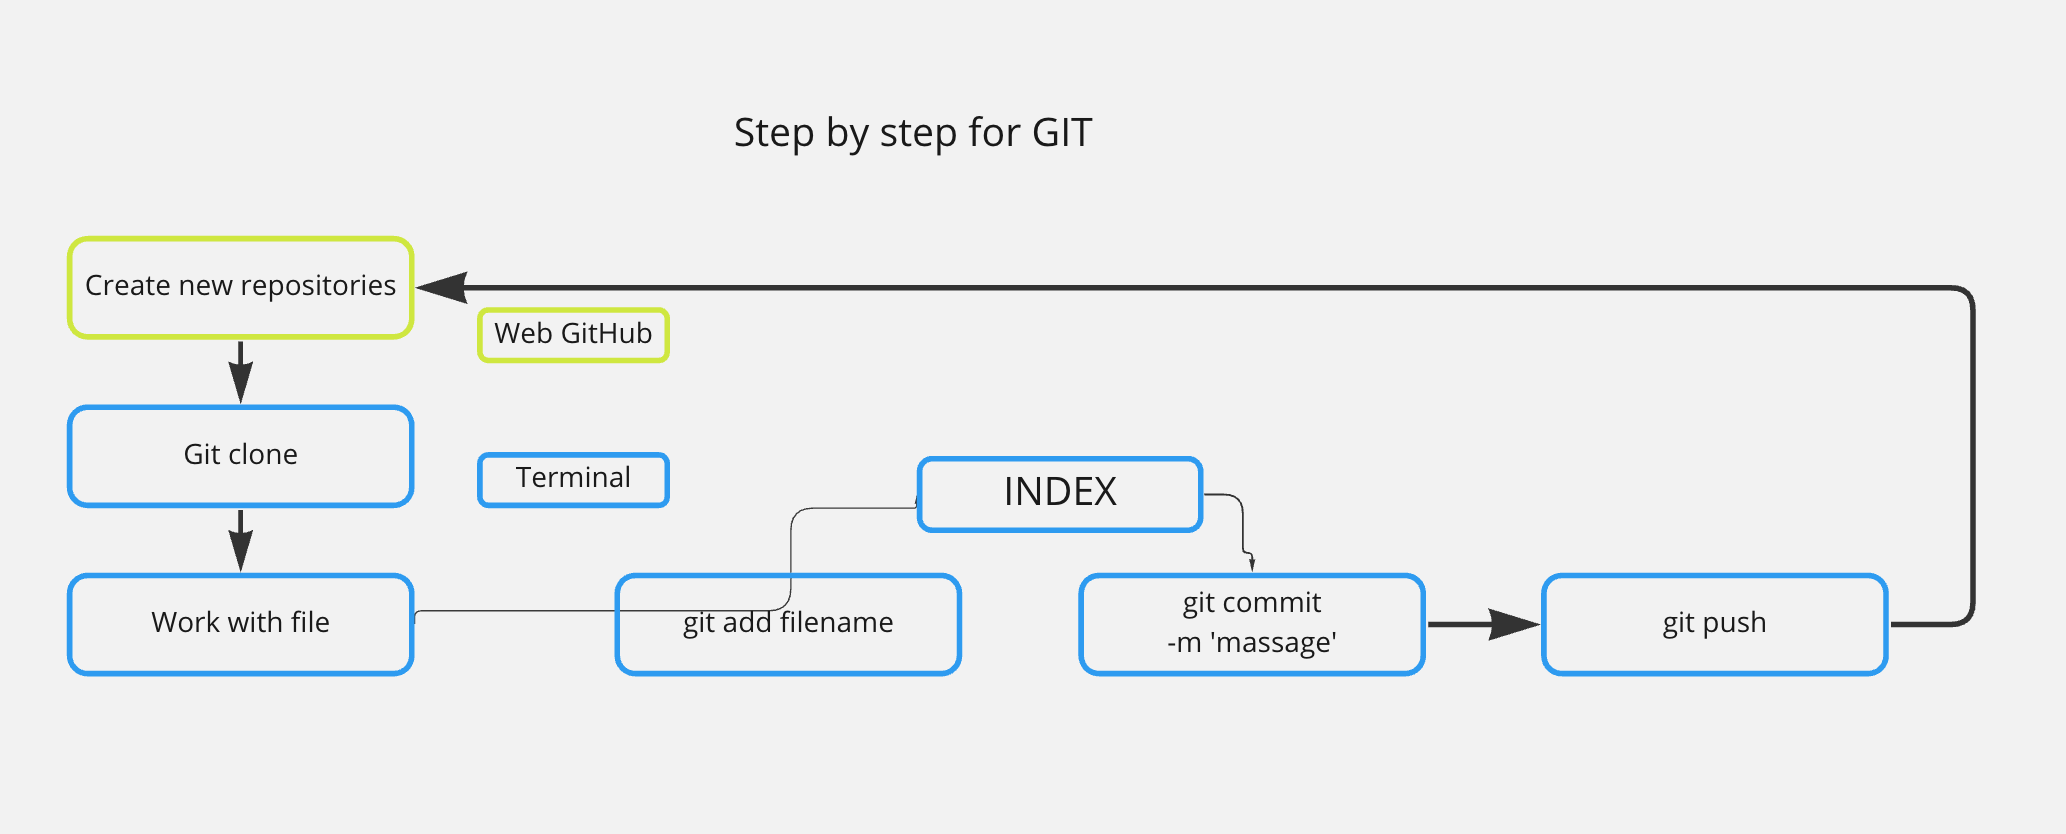 Step by step for GIT
Create new repositories
Web GitHub
Git clone
Terminal
INDEX
Work with file
git add filename
git commit
-m 'massage'
git push